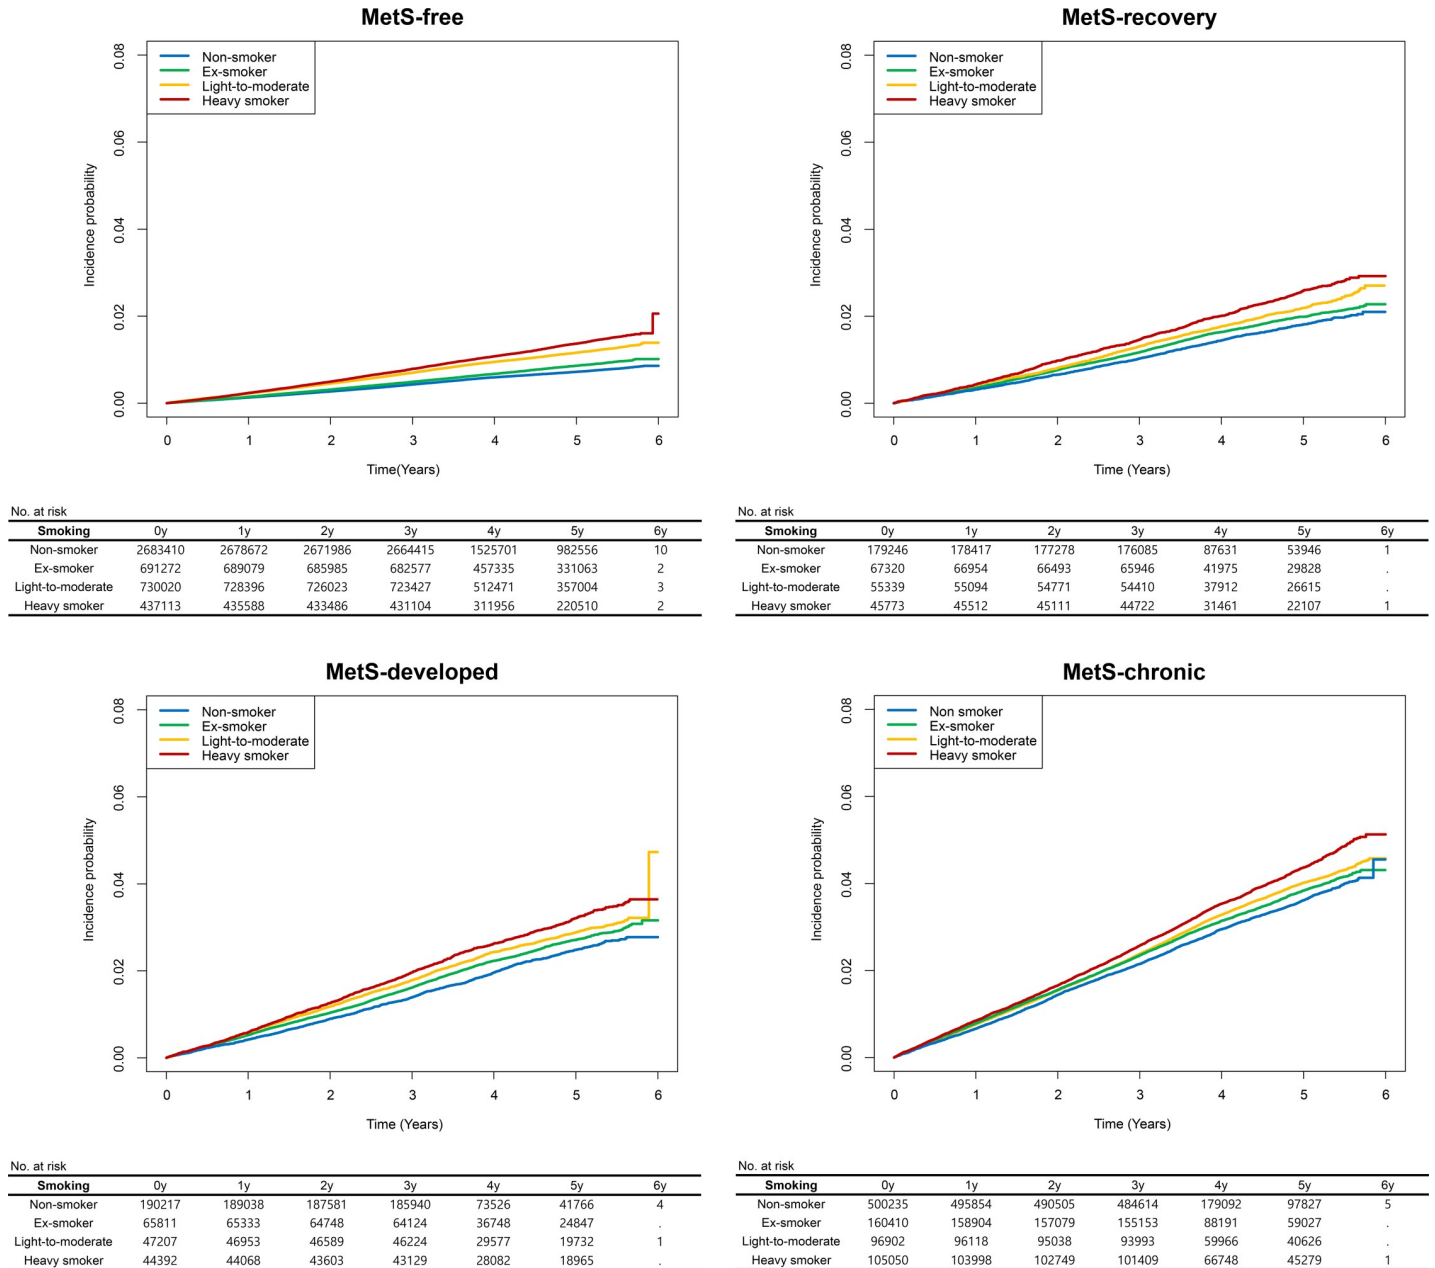 MetS-free
Non-smoker
Ex-smoker
Light-to-moderate
Heavy smoker
0.08
0.06
0.04
0.02
0.00
Incidence probability
0 1 2 3 4 5 6
Time(Years)
No. at risk
Smoking 0y 1y 2y 3y 4y 5y 6y
Non-smoker 2683410 2678672 2671986 2664415 1525701 982556 10
Ex-smoker 691272 689079 685985 682577 457335 331063 2
Light-to-moderate 730020 728396 726023 723427 512471 357004 3
Heavy smoker 437113 435588 433486 431104 311956 220510 2
MetS-recovery
Non-smoker
Ex-smoker
Light-to-moderate
Heavy smoker
0.08
0.06
0.04
0.02
0.00
Incidence probability
0 1 2 3 4 5 6
Time (Years)
No. at risk
Smoking 0y 1y 2y 3y 4y 5y 6y
Non-smoker 179246 178417 177278 176085 87631 53946 1
Ex-smoker 67320 66954 66493 65946 41975 29828 .
Light-to-moderate 55339 55094 54771 54410 37912 26615 .
Heavy smoker 45773 45512 45111 44722 31461 22107 1
MetS-developed
Non-smoker
Ex-smoker
Light-to-moderate
Heavy smoker
0.08
0.06
0.04
0.02
0.00
Incidence probability
0 1 2 3 4 5 6
Time (Years)
No. at risk
Smoking 0y 1y 2y 3y 4y 5y 6y
Non-smoker 190217 189038 187581 185940 73526 41766 4
Ex-smoker 65811 65333 64748 64124 36748 24847 .
Light-to-moderate 47207 46953 46589 46224 29577 19732 1
Heavy smoker 44392 44068 43603 43129 28082 18965 .
MetS-chronic
Non smoker
Ex-smoker
Light-to-moderate
Heavy smoker
0.08
0.06
0.04
0.02
0.00
Incidence probability
0 1 2 3 4 5 6
Time (Years)
No. at risk
Smoking 0y 1y 2y 3y 4y 5y 6y
Non-smoker 500235 495854 490505 484614 179092 97827 5
Ex-smoker 160410 158904 157079 155153 88191 59027 .
Light-to-moderate 96902 96118 95038 93993 59966 40626 .
Heavy smoker 105050 103998 102749 101409 66748 45279 1